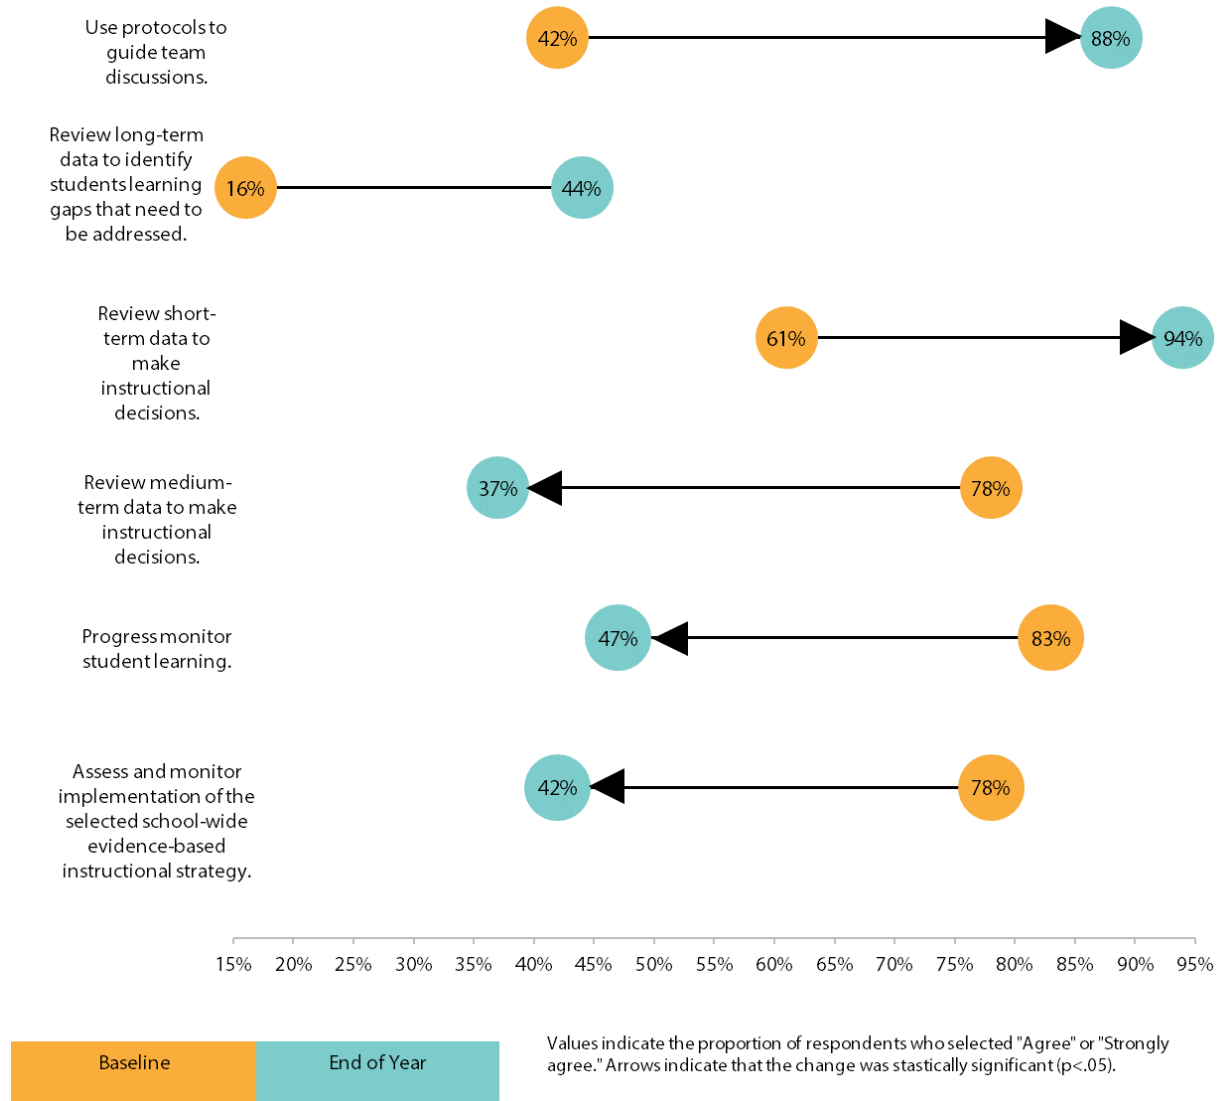 Use protocols to
guide team
discussions.
42%
88%
Review long-term
data to identify
students learning
gaps that need to
be addressed.
16%
44%
Review short-
term data to
make
instructional
decisions.
61%
94%
Review medium-
term data to make
instructional
decisions.
37%
78%
Progress monitor
student learning.
47%
83%
Assess and monitor
implementation of the
selected school-wide
evidence-based
instructional strategy.
42%
78%
15% 20% 25% 30% 35% 40% 45% 50% 55% 60% 65% 70% 75% 80% 85% 90% 95%
Baseline
End of Year
Values indicate the proportion of respondents who selected "Agree" or "Strongly
agree." Arrows indicate that the change was stastically significant (p<.05).